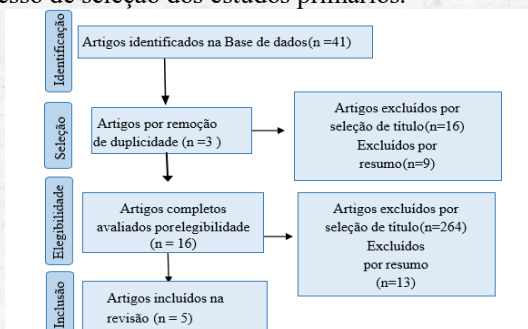 esso de seleção dos estudos primários.
Identificação
Artigos identificados na Base de dados(n =41)
Seleção
Artigos por remoção
de duplicidade (n =3 )
Artigos excluídos por
seleção de título(n=16)
Excluídos por
resumo(n=9)
Elegibilidade
Artigos completos
avaliados porelegibilidade
(n = 16)
Artigos excluídos por
seleção de título(n=264)
Excluídos
por resumo
(n=13)
Inclusão
Artigos incluídos na
revisão (n = 5)